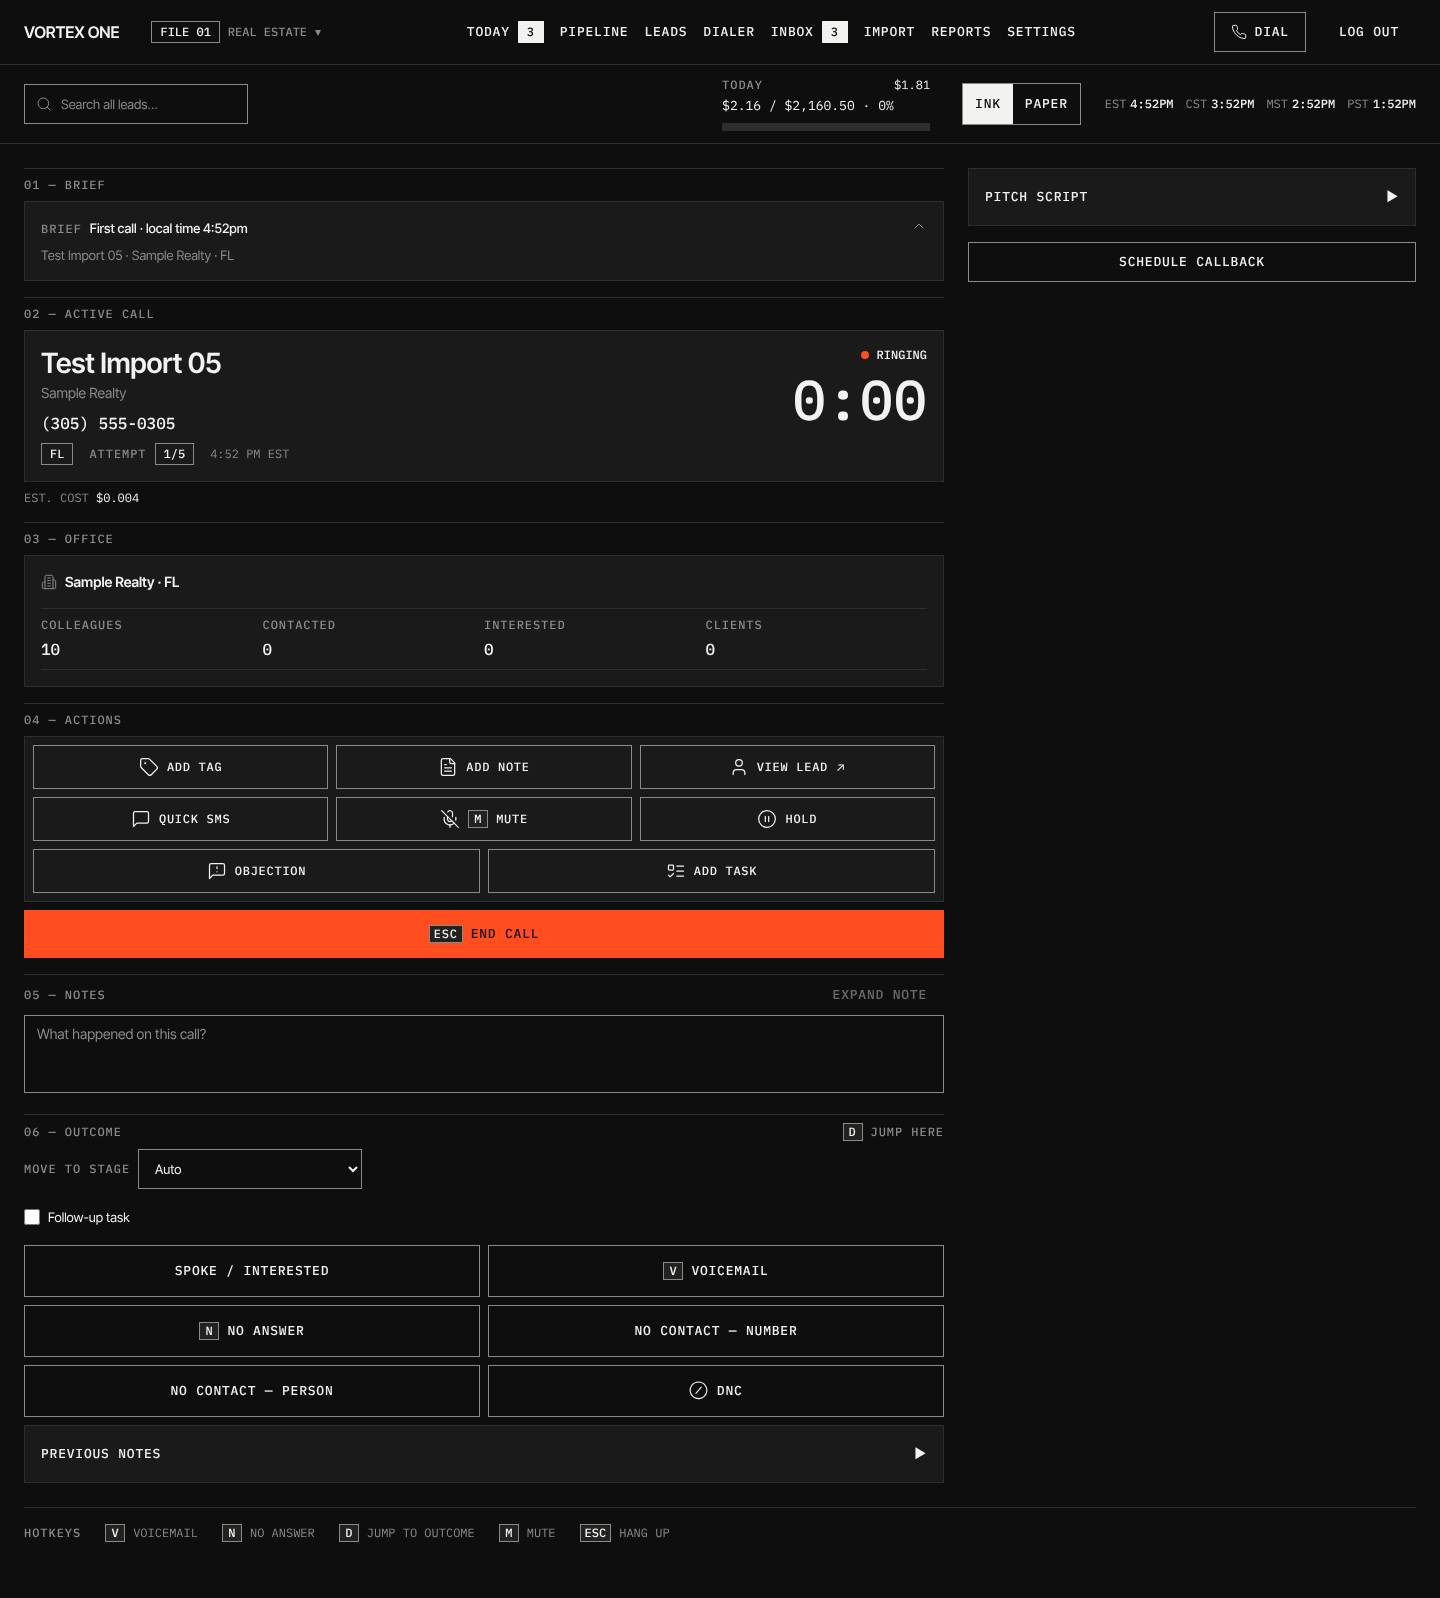 VORTEX ONE
FILE 01 REAL ESTATE ▾
TODAY 3 PIPELINE LEADS DIALER INBOX 3 IMPORT REPORTS SETTINGS
DIAL
LOG OUT
Search all leads...
TODAY $1.81
$2.16 / $2,160.50 · 0%
INK PAPER
EST 4:52PM CST 3:52PM MST 2:52PM PST 1:52PM
01 — BRIEF
BRIEF First call · local time 4:52pm
Test Import 05 · Sample Realty · FL
02 — ACTIVE CALL
Test Import 05
Sample Realty
(305) 555-0305
FL ATTEMPT 1/5 4:52 PM EST
RINGING
0:00
EST. COST $0.004
03 — OFFICE
Sample Realty · FL
COLLEAGUES CONTACTED INTERESTED CLIENTS
10 0 0 0
04 — ACTIONS
ADD TAG ADD NOTE VIEW LEAD ↗
QUICK SMS M MUTE HOLD
OBJECTION ADD TASK
ESC END CALL
05 — NOTES EXPAND NOTE
What happened on this call?
06 — OUTCOME D JUMP HERE
MOVE TO STAGE Auto
Follow-up task
SPOKE / INTERESTED V VOICEMAIL
N NO ANSWER NO CONTACT — NUMBER
NO CONTACT — PERSON DNC
PREVIOUS NOTES ▶
PITCH SCRIPT ▶
SCHEDULE CALLBACK
HOTKEYS V VOICEMAIL N NO ANSWER D JUMP TO OUTCOME M MUTE ESC HANG UP